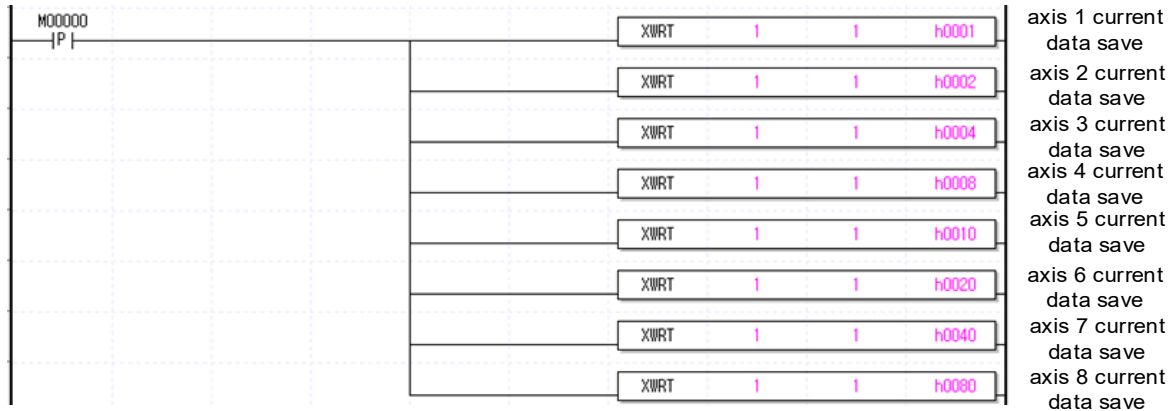 M00000
P
XWRT 1 1 h0001
axis 1 current
data save
XWRT 1 1 h0002
axis 2 current
data save
XWRT 1 1 h0004
axis 3 current
data save
XWRT 1 1 h0008
axis 4 current
data save
XWRT 1 1 h0010
axis 5 current
data save
XWRT 1 1 h0020
axis 6 current
data save
XWRT 1 1 h0040
axis 7 current
data save
XWRT 1 1 h0080
axis 8 current
data save